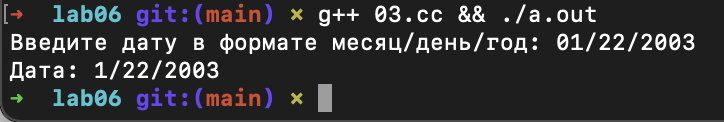 → lab06 git:(main) × g++ 03.cc && ./a.out
Введите дату в формате месяц/день/год: 01/22/2003
Дата: 1/22/2003
→ lab06 git:(main) ×